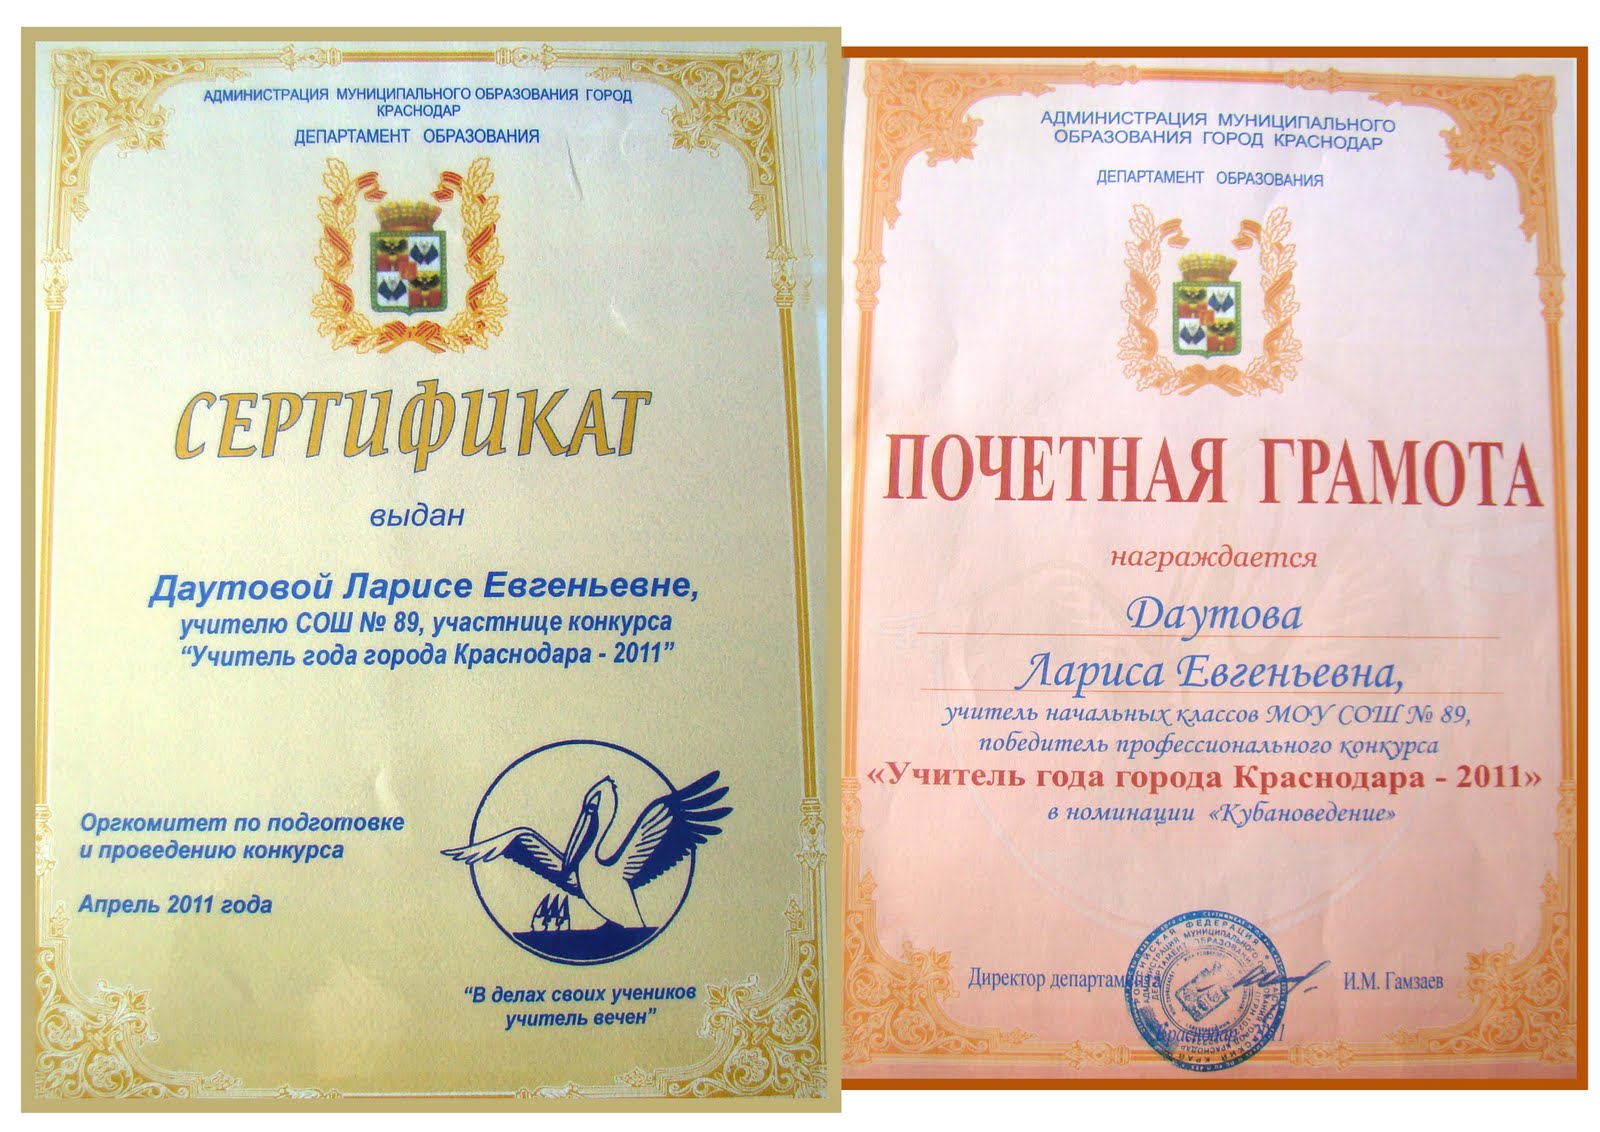 АДМИНИСТРАЦИЯ МУНИЦИПАЛЬНОГО ОБРАЗОВАНИЯ ГОРОД
КРАСНОДАР
ДЕПАРТАМЕНТ ОБРАЗОВАНИЯ
СЕРТИФИКАТ
выдан
Даутовой Ларисе Евгеньевне,
учителю СОШ № 89, участнице конкурса
“Учитель года города Краснодара - 2011”
Оргкомитет по подготовке
и проведению конкурса
Апрель 2011 года
“В делах своих учеников
учитель вечен”
АДМИНИСТРАЦИЯ МУНИЦИПАЛЬНОГО
ОБРАЗОВАНИЯ ГОРОД КРАСНОДАР
ДЕПАРТАМЕНТ ОБРАЗОВАНИЯ
ПОЧЕТНАЯ ГРАМОТА
награждается
Даутова
Лариса Евгеньевна,
учитель начальных классов МОУ СОШ № 89,
победитель профессионального конкурса
«Учитель года города Краснодара - 2011»
в номинации «Кубановедение»
Директор департамента И.М. Гамзаев
РОССИЙСКАЯ ФЕДЕРАЦИЯ